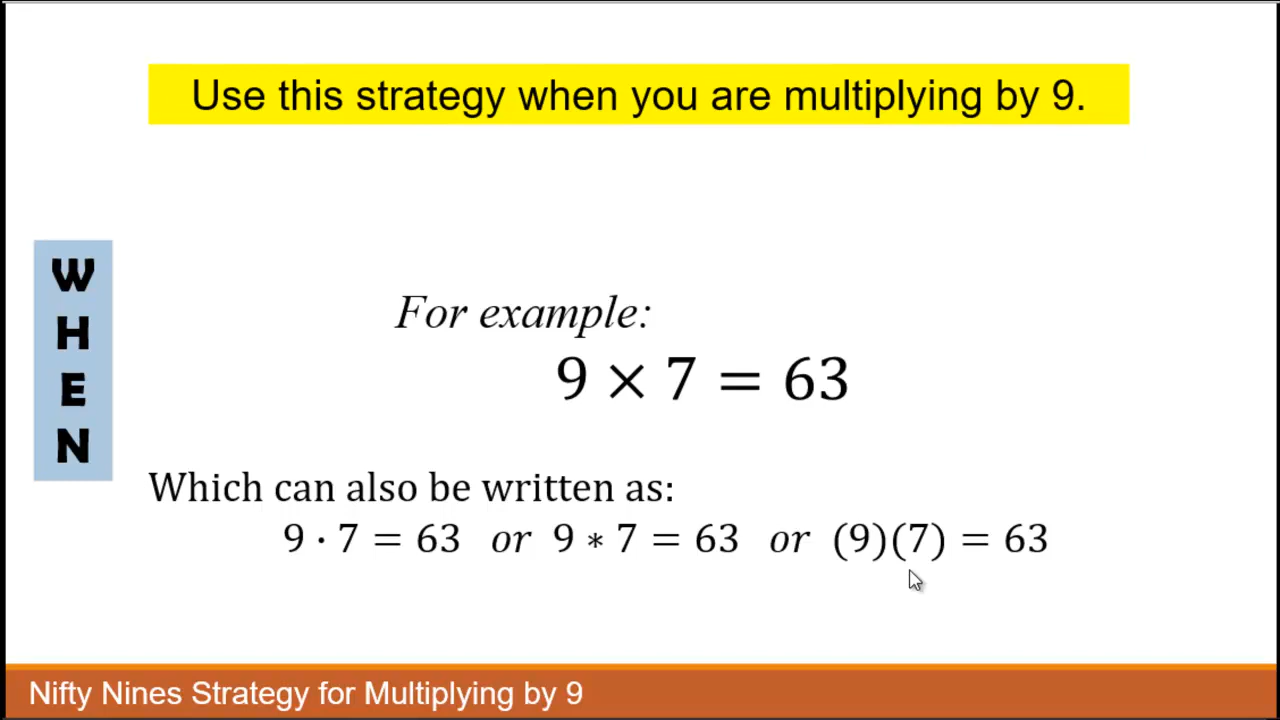 Use this strategy when you are multiplying by 9.
W
H
E
N
For example:
9 × 7 = 63
Which can also be written as:
9 · 7 = 63 or 9 ∗ 7 = 63 or (9)(7) = 63
Nifty Nines Strategy for Multiplying by 9